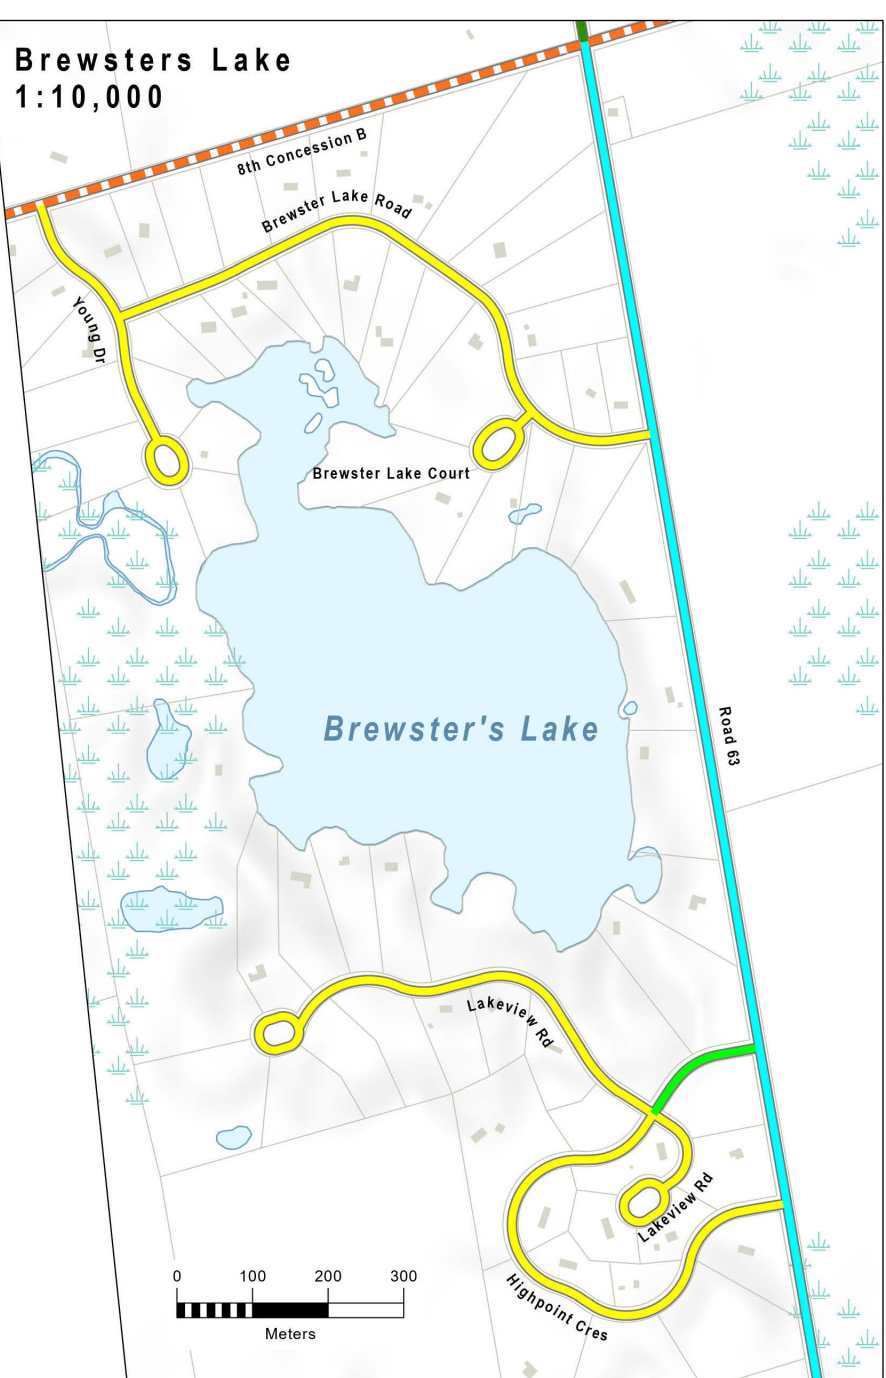 Brewsters Lake
1:10,000
8th Concession B
Brewster Lake Road
Young Dr
Brewster Lake Court
Brewster's Lake
Road 63
Lakeview Rd
Lakeview Rd
Highpoint Cres
0 100 200 300
Meters